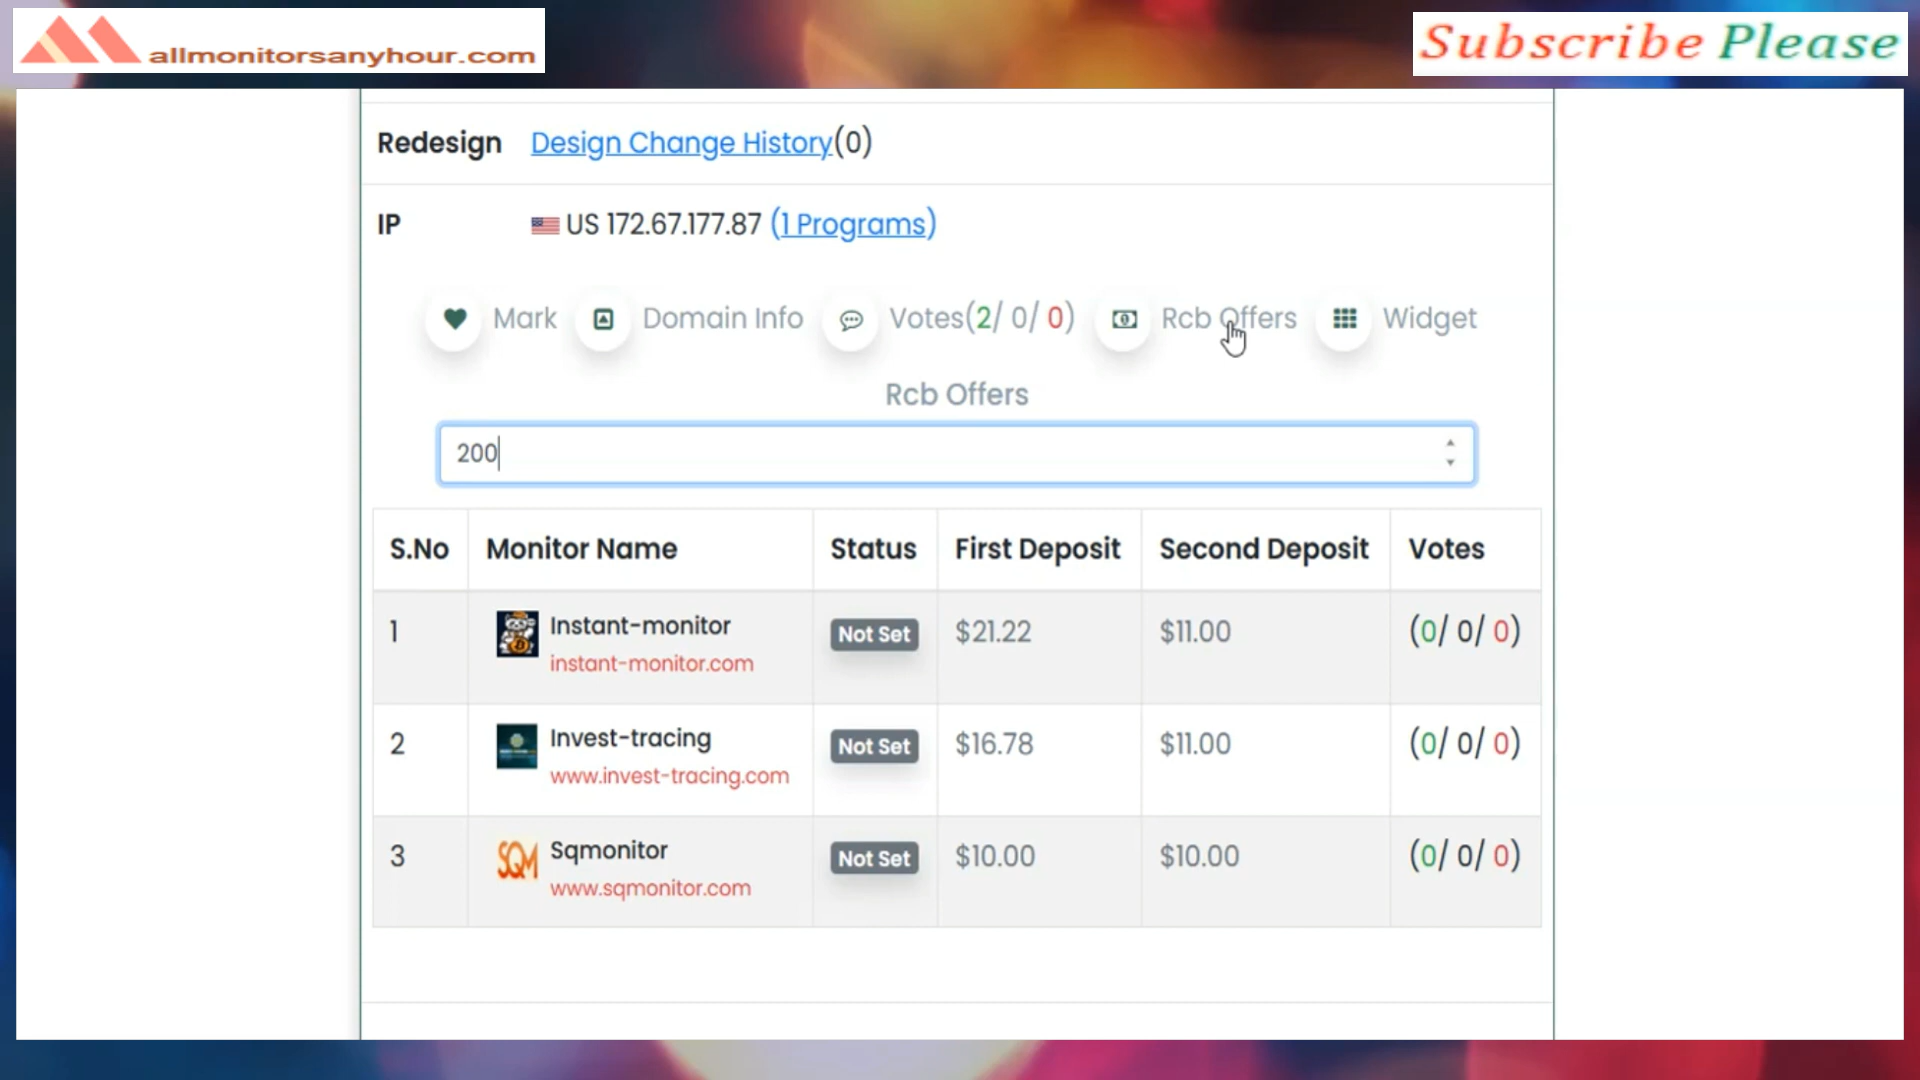 allmonitorsanyhour.com
Subscribe Please
Redesign Design Change History(0)
IP US 172.67.177.87 (1 Programs)
Mark Domain Info Votes(2/ 0/ 0) Rcb Offers Widget
Rcb Offers
200
S.No Monitor Name Status First Deposit Second Deposit Votes
1 Instant-monitor Not Set $21.22 $11.00 (0/ 0/ 0)
instant-monitor.com
2 Invest-tracing Not Set $16.78 $11.00 (0/ 0/ 0)
www.invest-tracing.com
3 SQM Sqmonitor Not Set $10.00 $10.00 (0/ 0/ 0)
www.sqmonitor.com